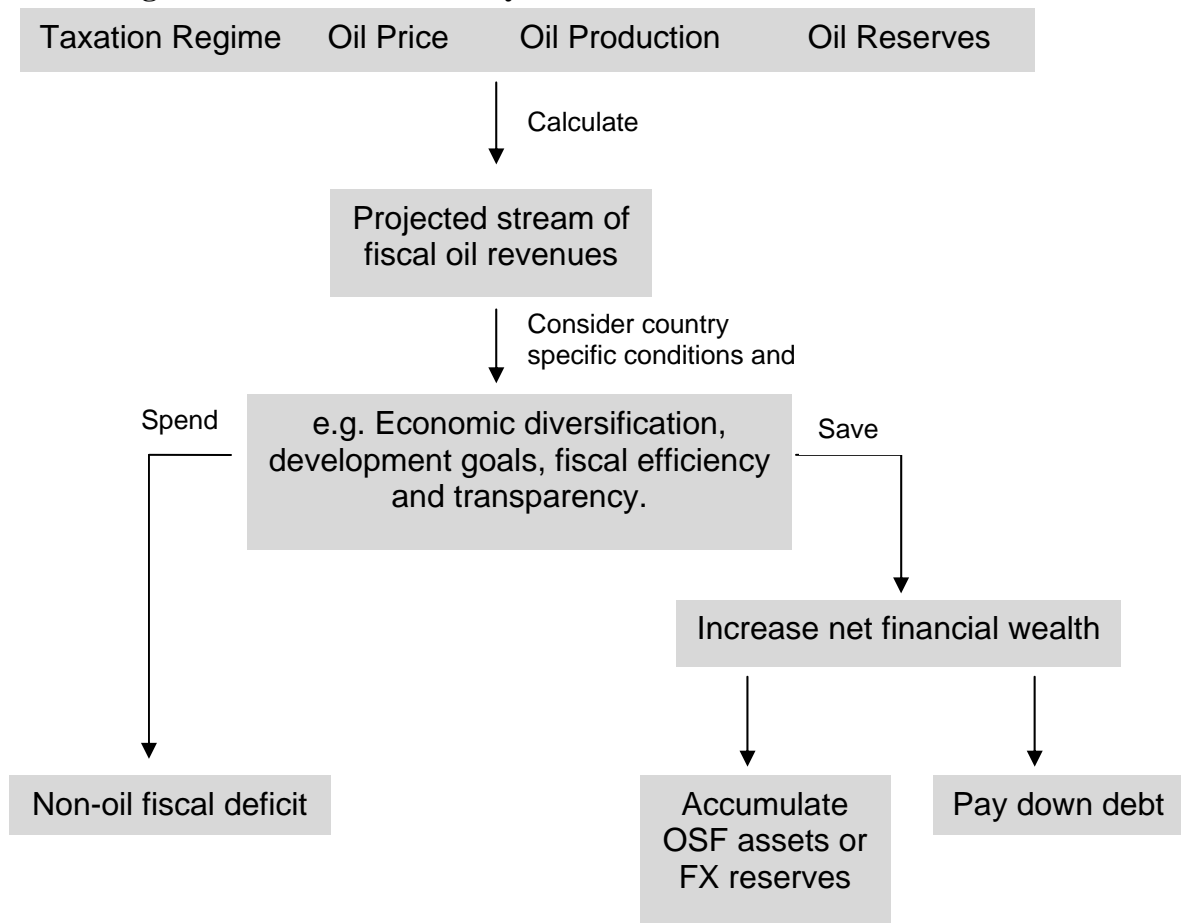 Taxation Regime Oil Price Oil Production Oil Reserves
Calculate
Projected stream of
fiscal oil revenues
Consider country
specific conditions and
Spend
e.g. Economic diversification,
development goals, fiscal efficiency
and transparency.
Save
Increase net financial wealth
Non-oil fiscal deficit
Accumulate
OSF assets or
FX reserves
Pay down debt